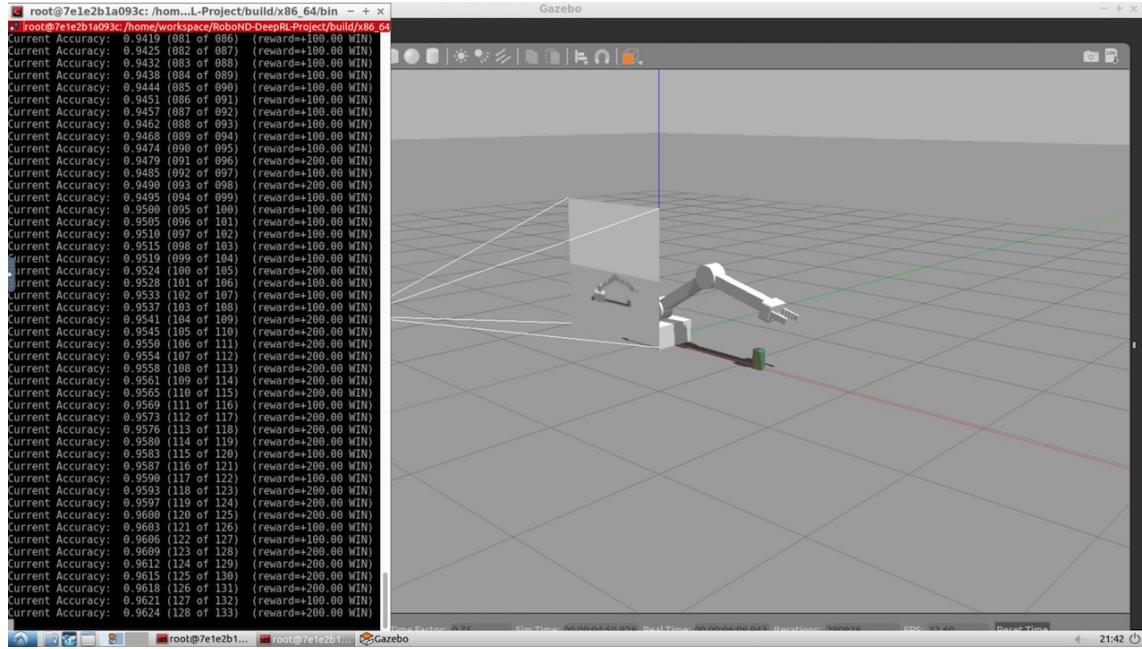 root@7e1e2b1a093c: /hom...L-Project/build/x86_64/bin
Gazebo
root@7e1e2b1a093c: /home/workspace/RoboND-DeepRL-Project/build/x86_64
Current Accuracy: 0.9419 (081 of 086) (reward=+100.00 WIN)
Current Accuracy: 0.9425 (082 of 087) (reward=+100.00 WIN)
Current Accuracy: 0.9432 (083 of 088) (reward=+100.00 WIN)
Current Accuracy: 0.9438 (084 of 089) (reward=+100.00 WIN)
Current Accuracy: 0.9444 (085 of 090) (reward=+100.00 WIN)
Current Accuracy: 0.9451 (086 of 091) (reward=+100.00 WIN)
Current Accuracy: 0.9457 (087 of 092) (reward=+100.00 WIN)
Current Accuracy: 0.9462 (088 of 093) (reward=+100.00 WIN)
Current Accuracy: 0.9468 (089 of 094) (reward=+100.00 WIN)
Current Accuracy: 0.9474 (090 of 095) (reward=+100.00 WIN)
Current Accuracy: 0.9479 (091 of 096) (reward=+200.00 WIN)
Current Accuracy: 0.9485 (092 of 097) (reward=+100.00 WIN)
Current Accuracy: 0.9490 (093 of 098) (reward=+200.00 WIN)
Current Accuracy: 0.9495 (094 of 099) (reward=+100.00 WIN)
Current Accuracy: 0.9500 (095 of 100) (reward=+100.00 WIN)
Current Accuracy: 0.9505 (096 of 101) (reward=+100.00 WIN)
Current Accuracy: 0.9510 (097 of 102) (reward=+100.00 WIN)
Current Accuracy: 0.9515 (098 of 103) (reward=+100.00 WIN)
Current Accuracy: 0.9519 (099 of 104) (reward=+100.00 WIN)
Current Accuracy: 0.9524 (100 of 105) (reward=+200.00 WIN)
Current Accuracy: 0.9528 (101 of 106) (reward=+100.00 WIN)
Current Accuracy: 0.9533 (102 of 107) (reward=+100.00 WIN)
Current Accuracy: 0.9537 (103 of 108) (reward=+100.00 WIN)
Current Accuracy: 0.9541 (104 of 109) (reward=+200.00 WIN)
Current Accuracy: 0.9545 (105 of 110) (reward=+200.00 WIN)
Current Accuracy: 0.9550 (106 of 111) (reward=+200.00 WIN)
Current Accuracy: 0.9554 (107 of 112) (reward=+200.00 WIN)
Current Accuracy: 0.9558 (108 of 113) (reward=+200.00 WIN)
Current Accuracy: 0.9561 (109 of 114) (reward=+100.00 WIN)
Current Accuracy: 0.9565 (110 of 115) (reward=+200.00 WIN)
Current Accuracy: 0.9569 (111 of 116) (reward=+100.00 WIN)
Current Accuracy: 0.9573 (112 of 117) (reward=+200.00 WIN)
Current Accuracy: 0.9576 (113 of 118) (reward=+200.00 WIN)
Current Accuracy: 0.9580 (114 of 119) (reward=+200.00 WIN)
Current Accuracy: 0.9583 (115 of 120) (reward=+100.00 WIN)
Current Accuracy: 0.9587 (116 of 121) (reward=+200.00 WIN)
Current Accuracy: 0.9590 (117 of 122) (reward=+100.00 WIN)
Current Accuracy: 0.9593 (118 of 123) (reward=+200.00 WIN)
Current Accuracy: 0.9597 (119 of 124) (reward=+200.00 WIN)
Current Accuracy: 0.9600 (120 of 125) (reward=+200.00 WIN)
Current Accuracy: 0.9603 (121 of 126) (reward=+100.00 WIN)
Current Accuracy: 0.9606 (122 of 127) (reward=+100.00 WIN)
Current Accuracy: 0.9609 (123 of 128) (reward=+200.00 WIN)
Current Accuracy: 0.9612 (124 of 129) (reward=+200.00 WIN)
Current Accuracy: 0.9615 (125 of 130) (reward=+200.00 WIN)
Current Accuracy: 0.9618 (126 of 131) (reward=+200.00 WIN)
Current Accuracy: 0.9621 (127 of 132) (reward=+100.00 WIN)
Current Accuracy: 0.9624 (128 of 133) (reward=+200.00 WIN)
Time Factor: 0.75 Sim Time: 00 00:04:50.928 Real Time: 00 00:06:08.943 Iterations: 290928 FPS: 32.60 Reset Time
root@7e1e2b1... root@7e1e2b1... Gazebo 21:42